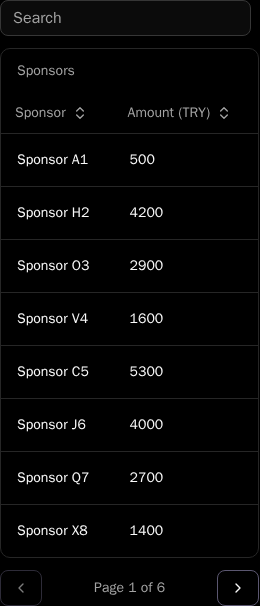 Search
Sponsors
Sponsor Amount (TRY)
Sponsor A1 500
Sponsor H2 4200
Sponsor O3 2900
Sponsor V4 1600
Sponsor C5 5300
Sponsor J6 4000
Sponsor Q7 2700
Sponsor X8 1400
Page 1 of 6